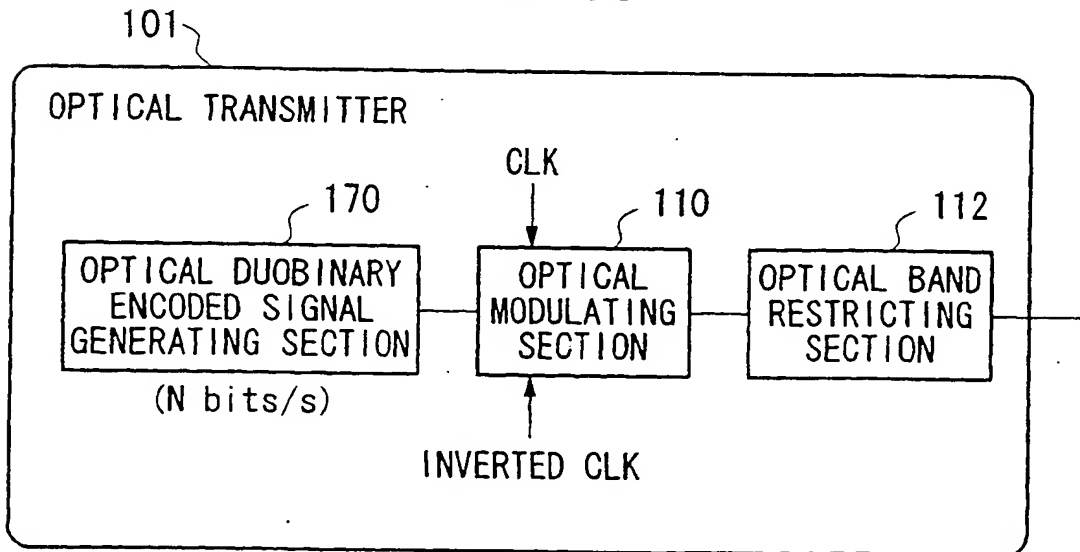 101
OPTICAL TRANSMITTER
CLK
170
110
112
OPTICAL DUOBINARY
ENCODED SIGNAL
GENERATING SECTION
OPTICAL
MODULATING
SECTION
OPTICAL BAND
RESTRICTING
SECTION
(N bits/s)
INVERTED CLK